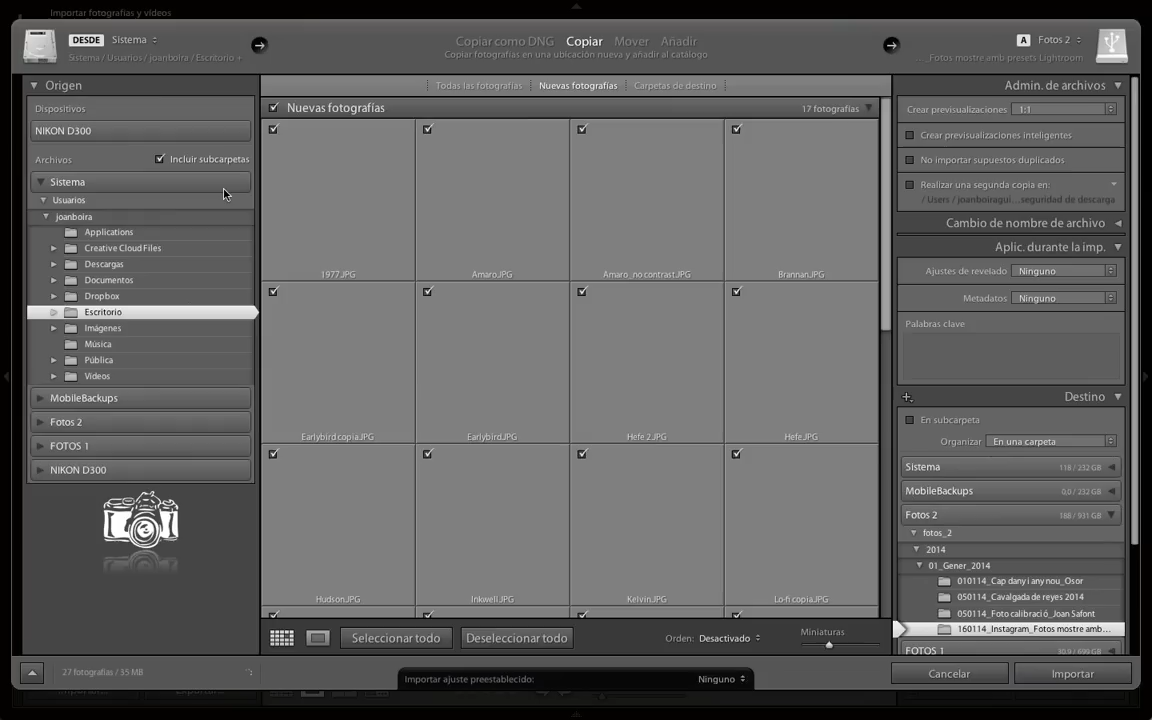 Importar fotografías y vídeos
DESDE Sistema
Sistema / Usuarios / joanboira / Escritorio +
Copiar como DNG Copiar Mover Añadir
Copiar fotografías en una ubicación nueva y añadir al catálogo
A Fotos 2
..._Fotos mostre amb presets Lightroom
Origen
Dispositivos
NIKON D300
Archivos Incluir subcarpetas
Sistema
Usuarios
joanboira
Applications
Creative Cloud Files
Descargas
Documentos
Dropbox
Escritorio
Imágenes
Música
Pública
Vídeos
MobileBackups
Fotos 2
FOTOS 1
NIKON D300
Todas las fotografías Nuevas fotografías Carpetas de destino
Nuevas fotografías 17 fotografías
1977.JPG Amaro.JPG Amaro_no contrast.JPG Brannan.JPG
Earlybird copia.JPG Earlybird.JPG Hefe 2.JPG Hefe.JPG
Hudson.JPG Inkwell.JPG Kelvin.JPG Lo-fi copia.JPG
Seleccionar todo Deseleccionar todo Orden: Desactivado Miniaturas
Admin. de archivos
Crear previsualizaciones 1:1
Crear previsualizaciones inteligentes
No importar supuestos duplicados
Realizar una segunda copia en:
/ Users / joanboiragui...seguridad de descarga
Cambio de nombre de archivo
Aplic. durante la imp.
Ajustes de revelado Ninguno
Metadatos Ninguno
Palabras clave
Destino
En subcarpeta
Organizar En una carpeta
Sistema 118 / 232 GB
MobileBackups 0,0 / 232 GB
Fotos 2 188 / 931 GB
fotos_2
2014
01_Gener_2014
010114_Cap dany i any nou_Osor
050114_Cavalgada de reyes 2014
050114_Foto calibració_Joan Safont
160114_Instagram_Fotos mostre amb...
FOTOS 1 30,9 / 699 GB
27 fotografías / 35 MB
Importar ajuste preestablecido: Ninguno
Cancelar Importar